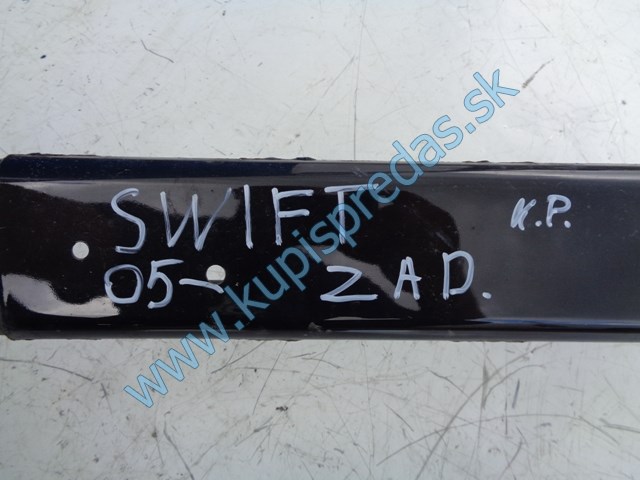 SWIFT K.P.
05- ZAD.
www.kupispredas.sk